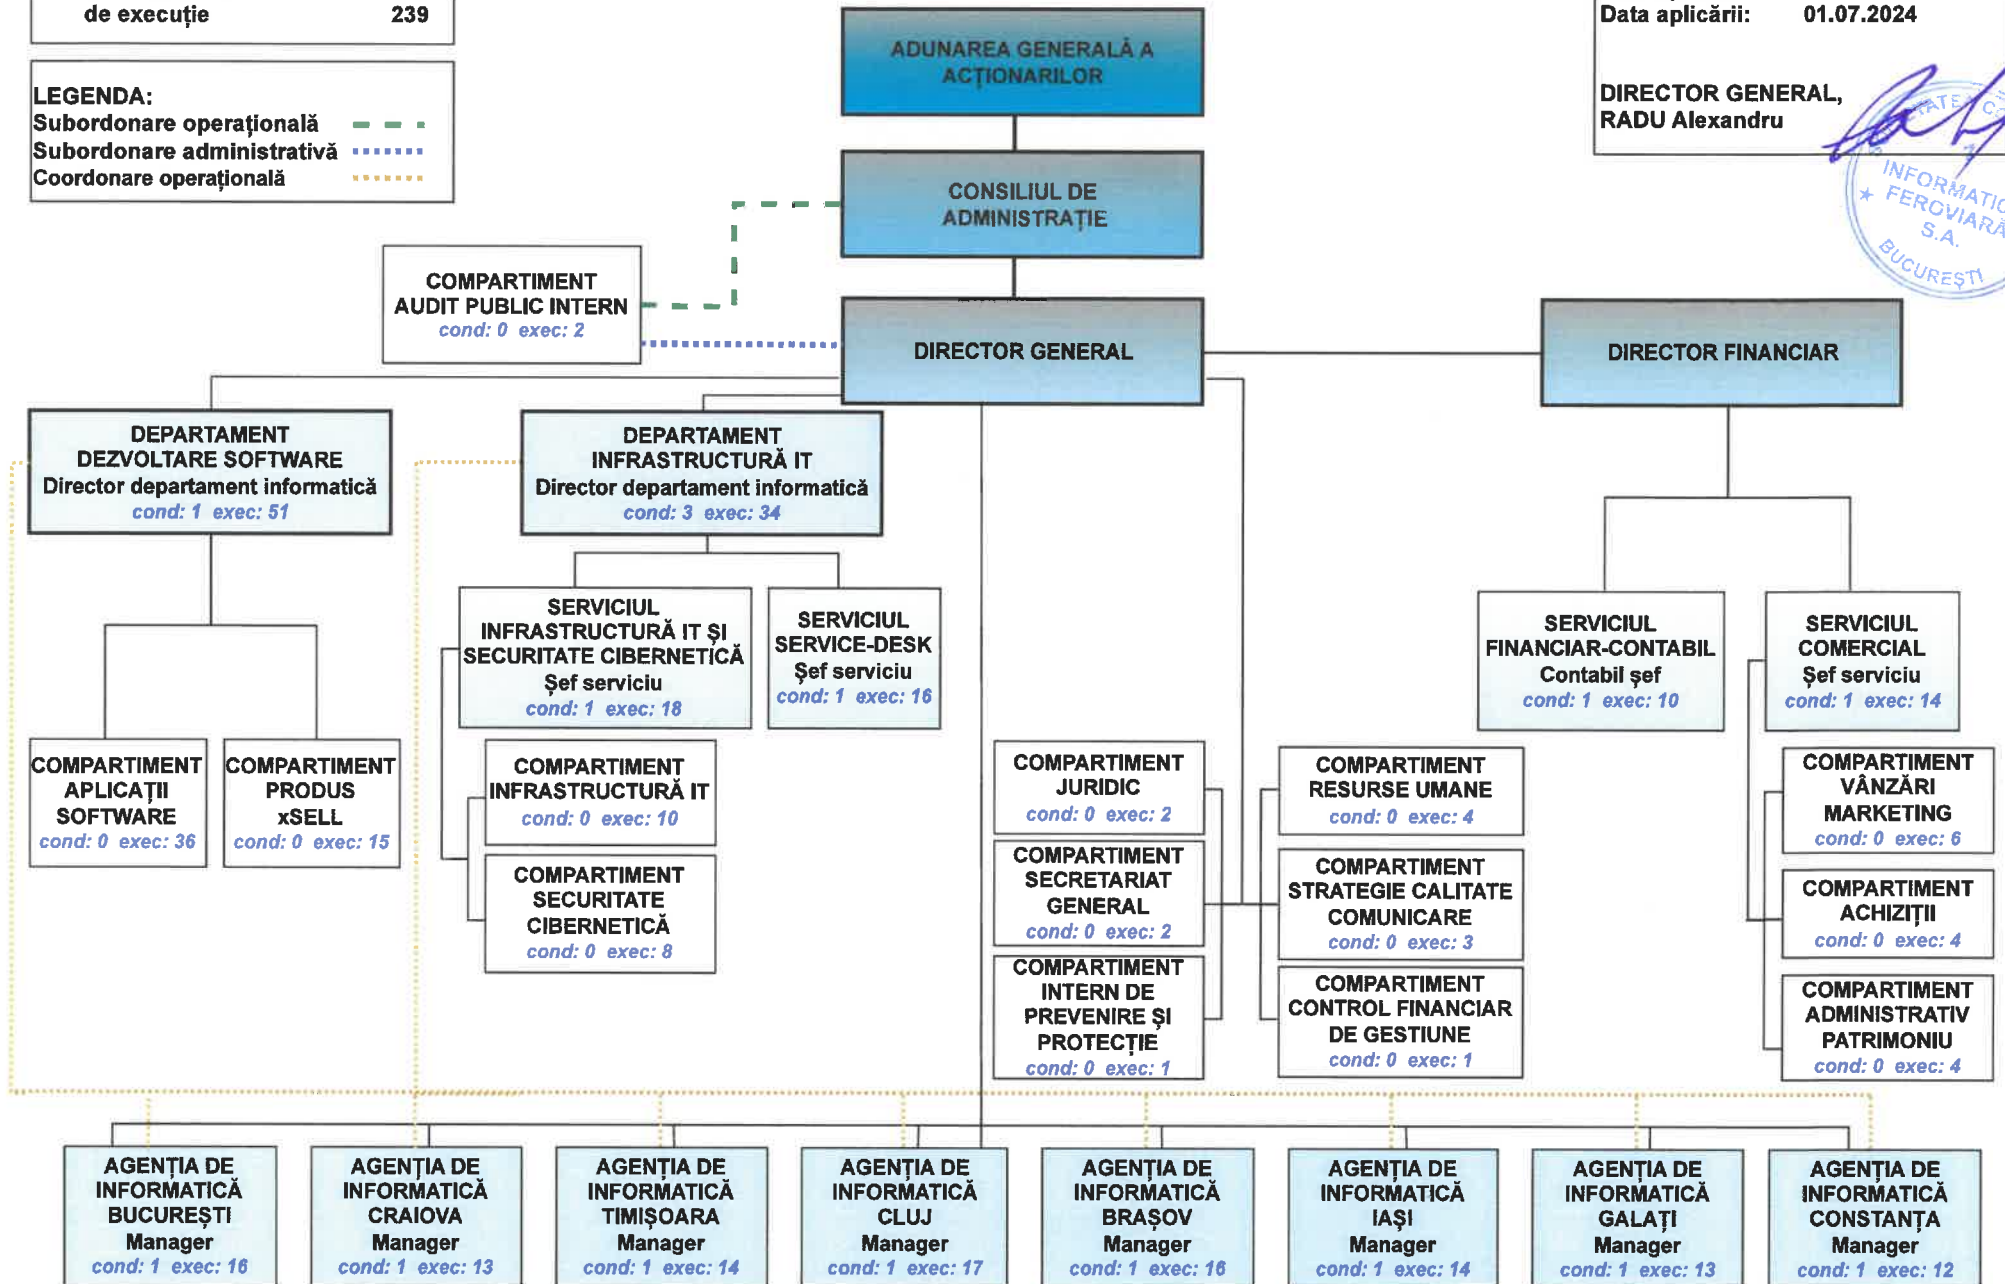 de execuție 239
Data aplicării: 01.07.2024
DIRECTOR GENERAL,
RADU Alexandru
INFORMATIC
FEROVIARĂ
S.A.
BUCUREȘTI
LEGENDA:
Subordonare operațională
Subordonare administrativă
Coordonare operațională
ADUNAREA GENERALĂ A
ACȚIONARILOR
CONSILIUL DE
ADMINISTRAȚIE
COMPARTIMENT
AUDIT PUBLIC INTERN
cond: 0 exec: 2
DIRECTOR GENERAL
DIRECTOR FINANCIAR
DEPARTAMENT
DEZVOLTARE SOFTWARE
Director departament informatică
cond: 1 exec: 51
DEPARTAMENT
INFRASTRUCTURĂ IT
Director departament informatică
cond: 3 exec: 34
SERVICIUL
INFRASTRUCTURĂ IT ȘI
SECURITATE CIBERNETICĂ
Șef serviciu
cond: 1 exec: 18
SERVICIUL
SERVICE-DESK
Șef serviciu
cond: 1 exec: 16
SERVICIUL
FINANCIAR-CONTABIL
Contabil șef
cond: 1 exec: 10
SERVICIUL
COMERCIAL
Șef serviciu
cond: 1 exec: 14
COMPARTIMENT
APLICAȚII
SOFTWARE
cond: 0 exec: 36
COMPARTIMENT
PRODUS
xSELL
cond: 0 exec: 15
COMPARTIMENT
INFRASTRUCTURĂ IT
cond: 0 exec: 10
COMPARTIMENT
SECURITATE
CIBERNETICĂ
cond: 0 exec: 8
COMPARTIMENT
JURIDIC
cond: 0 exec: 2
COMPARTIMENT
SECRETARIAT
GENERAL
cond: 0 exec: 2
COMPARTIMENT
INTERN DE
PREVENIRE ȘI
PROTECȚIE
cond: 0 exec: 1
COMPARTIMENT
RESURSE UMANE
cond: 0 exec: 4
COMPARTIMENT
STRATEGIE CALITATE
COMUNICARE
cond: 0 exec: 3
COMPARTIMENT
CONTROL FINANCIAR
DE GESTIUNE
cond: 0 exec: 1
COMPARTIMENT
VÂNZĂRI
MARKETING
cond: 0 exec: 6
COMPARTIMENT
ACHIZIȚII
cond: 0 exec: 4
COMPARTIMENT
ADMINISTRATIV
PATRIMONIU
cond: 0 exec: 4
AGENȚIA DE
INFORMATICĂ
BUCUREȘTI
Manager
cond: 1 exec: 16
AGENȚIA DE
INFORMATICĂ
CRAIOVA
Manager
cond: 1 exec: 13
AGENȚIA DE
INFORMATICĂ
TIMIȘOARA
Manager
cond: 1 exec: 14
AGENȚIA DE
INFORMATICĂ
CLUJ
Manager
cond: 1 exec: 17
AGENȚIA DE
INFORMATICĂ
BRAȘOV
Manager
cond: 1 exec: 16
AGENȚIA DE
INFORMATICĂ
IAȘI
Manager
cond: 1 exec: 14
AGENȚIA DE
INFORMATICĂ
GALAȚI
Manager
cond: 1 exec: 13
AGENȚIA DE
INFORMATICĂ
CONSTANȚA
Manager
cond: 1 exec: 12